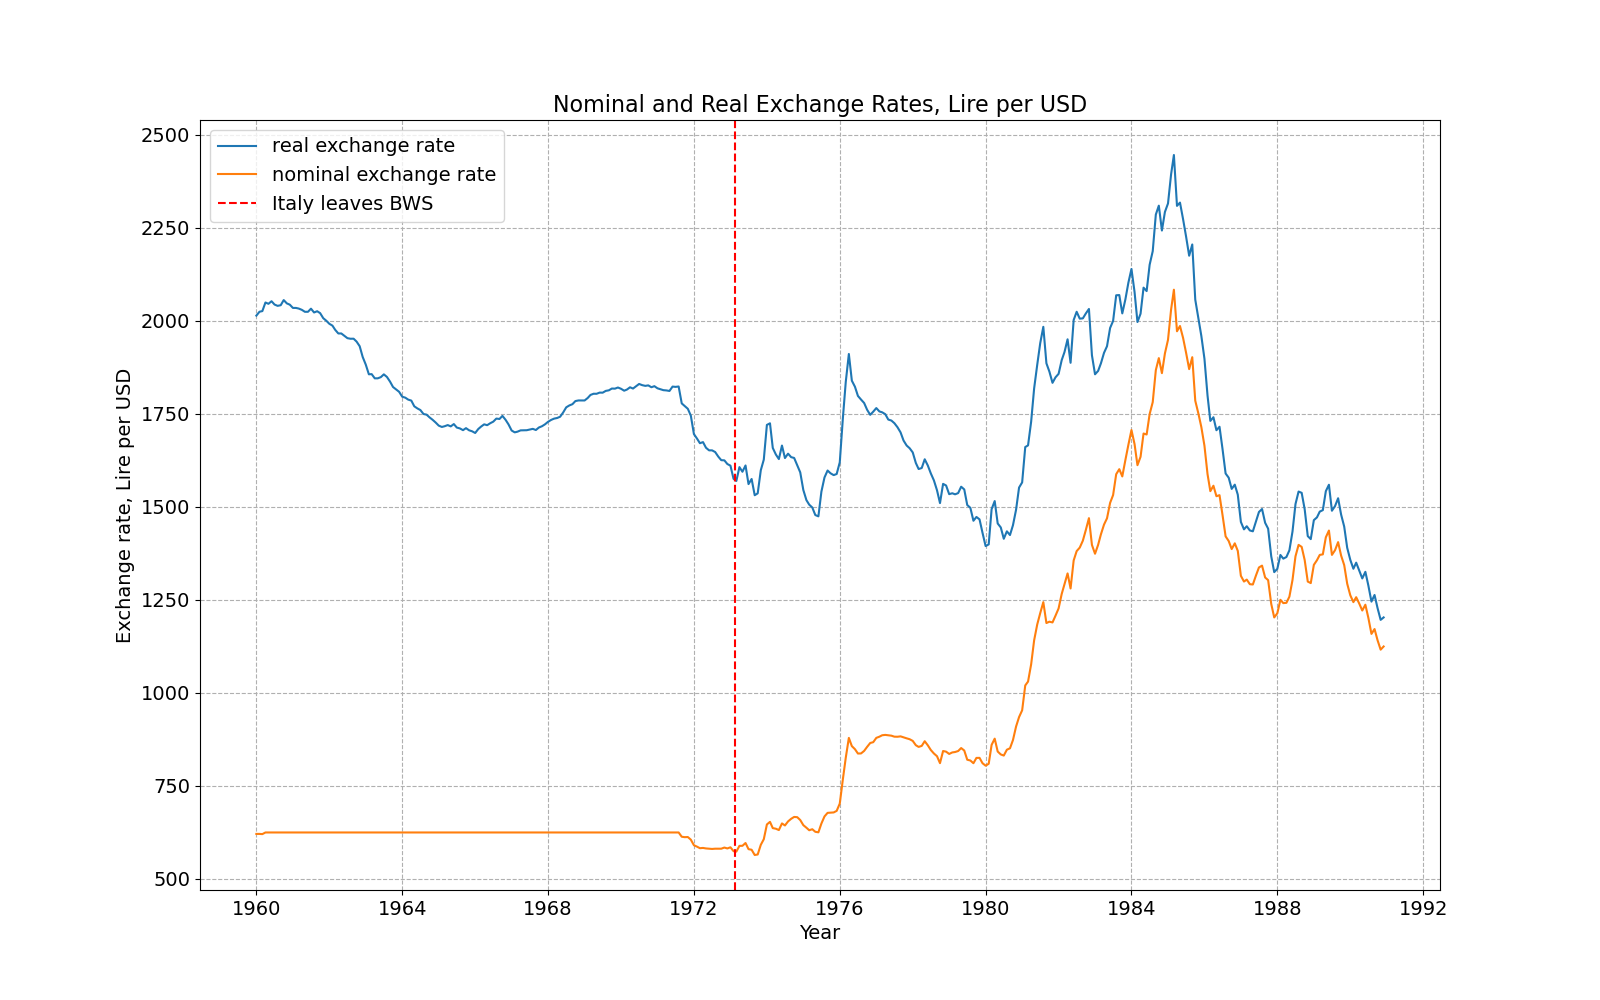 Nominal and Real Exchange Rates, Lire per USD
real exchange rate
nominal exchange rate
Italy leaves BWS
Exchange rate, Lire per USD
2500
2250
2000
1750
1500
1250
1000
750
500
1960 1964 1968 1972 1976 1980 1984 1988 1992
Year